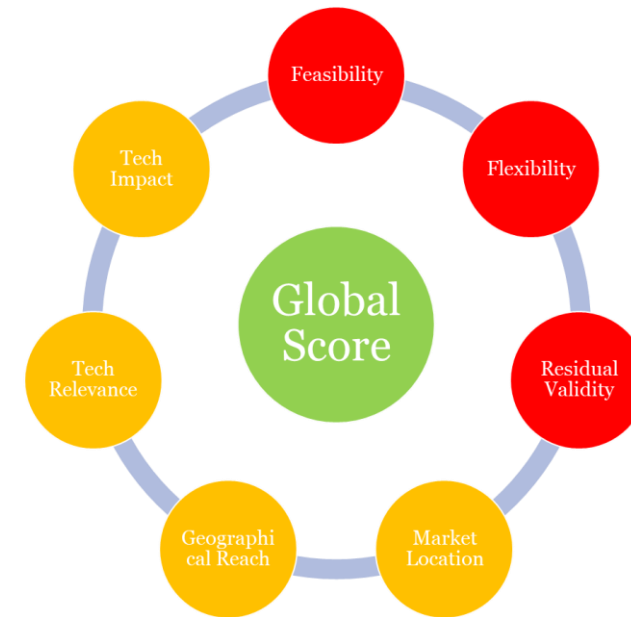 Feasibility
Flexibility
Residual
Validity
Market
Location
Geographi
cal Reach
Tech
Relevance
Tech
Impact
Global
Score